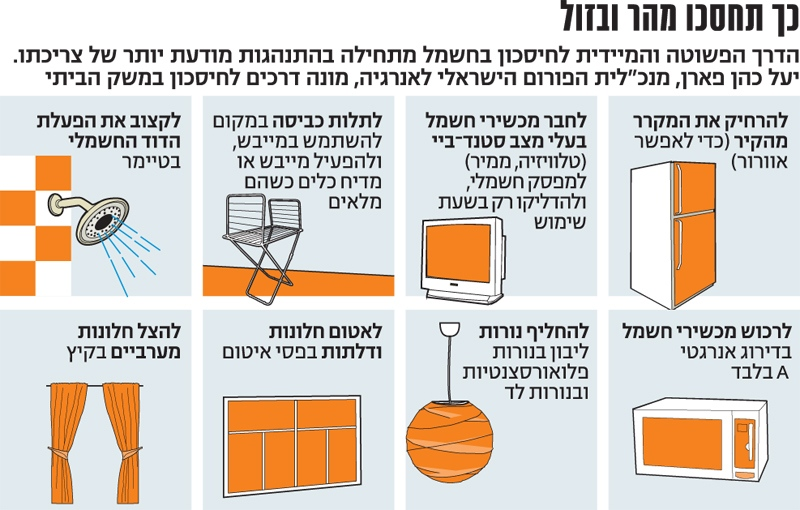 כך תחסכו מהר ובזול
הדרך הפשוטה והמיידית לחיסכון בחשמל מתחילה בהתנהגות מודעת יותר של צריכתו.
יעל כהן פארן, מנכ"לית הפורום הישראלי לאנרגיה, מונה דרכים לחיסכון במשק הביתי
להרחיק את המקרר
מהקיר (כדי לאפשר
אוורור)
לחבר מכשירי חשמל
בעלי מצב סטנד-ביי
(טלוויזיה, ממיר)
למפסק חשמלי,
ולהדליקו רק בשעת
שימוש
לתלות כביסה במקום
להשתמש במייבש,
ולהפעיל מייבש או
מדיח כלים כשהם
מלאים
לקצוב את הפעלת
הדוד החשמלי
בטיימר
לרכוש מכשירי חשמל
בדירוג אנרגטי
A בלבד
להחליף נורות
ליבון בנורות
פלואורסצנטיות
ובנורות לד
לאטום חלונות
ודלתות בפסי איטום
להצל חלונות
מערביים בקיץ